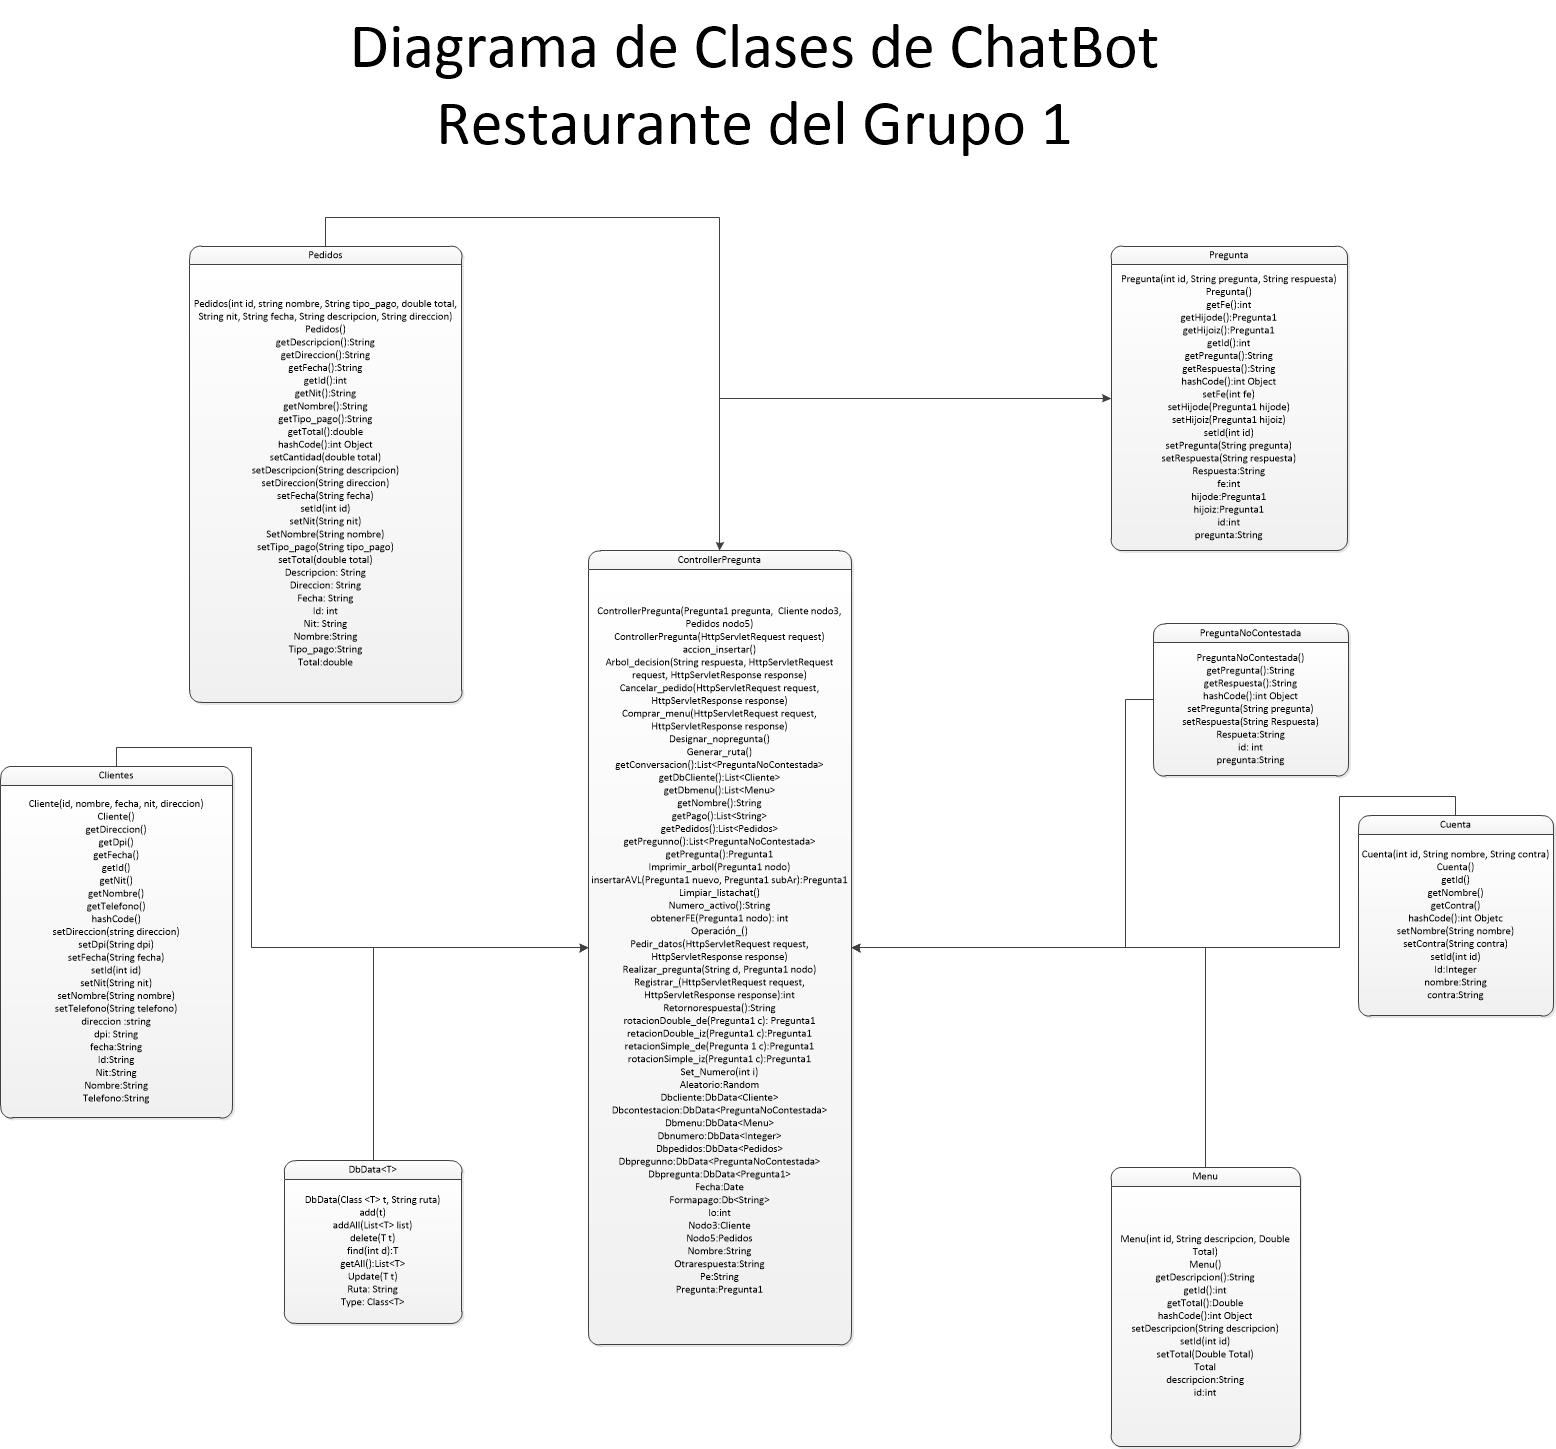 Diagrama de Clases de ChatBot
Restaurante del Grupo 1
Pedidos
Pedidos(int id, string nombre, String tipo_pago, double total,
String nit, String fecha, String descripcion, String direccion)
Pedidos()
getDescripcion():String
getDireccion():String
getFecha():String
getId():int
getNit():String
getNombre():String
getTipo_pago():String
getTotal():double
hashCode():int Object
setCantidad(double total)
setDescripcion(String descripcion)
setDireccion(String direccion)
setFecha(String fecha)
setId(int id)
setNit(String nit)
SetNombre(String nombre)
setTipo_pago(String tipo_pago)
setTotal(double total)
Descripcion: String
Direccion: String
Fecha: String
Id: int
Nit: String
Nombre:String
Tipo_pago:String
Total:double
Pregunta
Pregunta(int id, String pregunta, String respuesta)
Pregunta()
getFe():int
getHijode():Pregunta1
getHijoiz():Pregunta1
getId():int
getPregunta():String
getRespuesta():String
hashCode():int Object
setFe(int fe)
setHijode(Pregunta1 hijode)
setHijoiz(Pregunta1 hijoiz)
setId(int id)
setPregunta(String pregunta)
setRespuesta(String respuesta)
Respuesta:String
fe:int
hijode:Pregunta1
hijoiz:Pregunta1
id:int
pregunta:String
ControllerPregunta
ControllerPregunta(Pregunta1 pregunta,  Cliente nodo3,
Pedidos nodo5)
ControllerPregunta(HttpServletRequest request)
accion_insertar()
Arbol_decision(String respuesta, HttpServletRequest
request, HttpServletResponse response)
Cancelar_pedido(HttpServletRequest request,
HttpServletResponse response)
Comprar_menu(HttpServletRequest request,
HttpServletResponse response)
Designar_nopregunta()
Generar_ruta()
getConversacion():List<PreguntaNoContestada>
getDbCliente():List<Cliente>
getDbmenu():List<Menu>
getNombre():String
getPago():List<String>
getPedidos():List<Pedidos>
getPregunno():List<PreguntaNoContestada>
getPregunta():Pregunta1
Imprimir_arbol(Pregunta1 nodo)
insertarAVL(Pregunta1 nuevo, Pregunta1 subAr):Pregunta1
Limpiar_listachat()
Numero_activo():String
obtenerFE(Pregunta1 nodo): int
Operación_()
Pedir_datos(HttpServletRequest request,
HttpServletResponse response)
Realizar_pregunta(String d, Pregunta1 nodo)
Registrar_(HttpServletRequest request,
HttpServletResponse response):int
Retornorespuesta():String
rotacionDouble_de(Pregunta1 c): Pregunta1
retacionDouble_iz(Pregunta1 c):Pregunta1
retacionSimple_de(Pregunta 1 c):Pregunta1
rotacionSimple_iz(Pregunta1 c):Pregunta1
Set_Numero(int i)
Aleatorio:Random
Dbcliente:DbData<Cliente>
Dbcontestacion:DbData<PreguntaNoContestada>
Dbmenu:DbData<Menu>
Dbnumero:DbData<Integer>
Dbpedidos:DbData<Pedidos>
Dbpregunno:DbData<PreguntaNoContestada>
Dbpregunta:DbData<Pregunta1>
Fecha:Date
Formapago:Db<String>
Io:int
Nodo3:Cliente
Nodo5:Pedidos
Nombre:String
Otrarespuesta:String
Pe:String
Pregunta:Pregunta1
PreguntaNoContestada
PreguntaNoContestada()
getPregunta():String
getRespuesta():String
hashCode():int Object
setPregunta(String pregunta)
setRespuesta(String Respuesta)
Respueta:String
id: int
pregunta:String
Clientes
Cliente(id, nombre, fecha, nit, direccion)
Cliente()
getDireccion()
getDpi()
getFecha()
getId()
getNit()
getNombre()
getTelefono()
hashCode()
setDireccion(string direccion)
setDpi(String dpi)
setFecha(String fecha)
setId(int id)
setNit(String nit)
setNombre(String nombre)
setTelefono(String telefono)
direccion :string
dpi: String
fecha:String
Id:String
Nit:String
Nombre:String
Telefono:String
Cuenta
Cuenta(int id, String nombre, String contra)
Cuenta()
getId()
getNombre()
getContra()
hashCode():int Objetc
setNombre(String nombre)
setContra(String contra)
setId(int id)
Id:Integer
nombre:String
contra:String
DbData<T>
DbData(Class <T> t, String ruta)
add(t)
addAll(List<T> list)
delete(T t)
find(int d):T
getAll():List<T>
Update(T t)
Ruta: String
Type: Class<T>
Menu
Menu(int id, String descripcion, Double
Total)
Menu()
getDescripcion():String
getId():int
getTotal():Double
hashCode():int Object
setDescripcion(String descripcion)
setId(int id)
setTotal(Double Total)
Total
descripcion:String
id:int